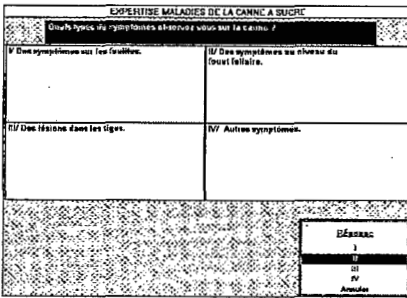 EXPERTISE MALADIES DE LA CANNE A SUCRE
Quels types de symptômes observez vous sur la canne ?
I/ Des symptômes sur les feuilles.
II/ Des symptômes au niveau du
fouet foliaire.
III/ Des lésions dans les tiges.
IV/ Autres symptômes.
Réponse
I
II
III
IV
Annuler